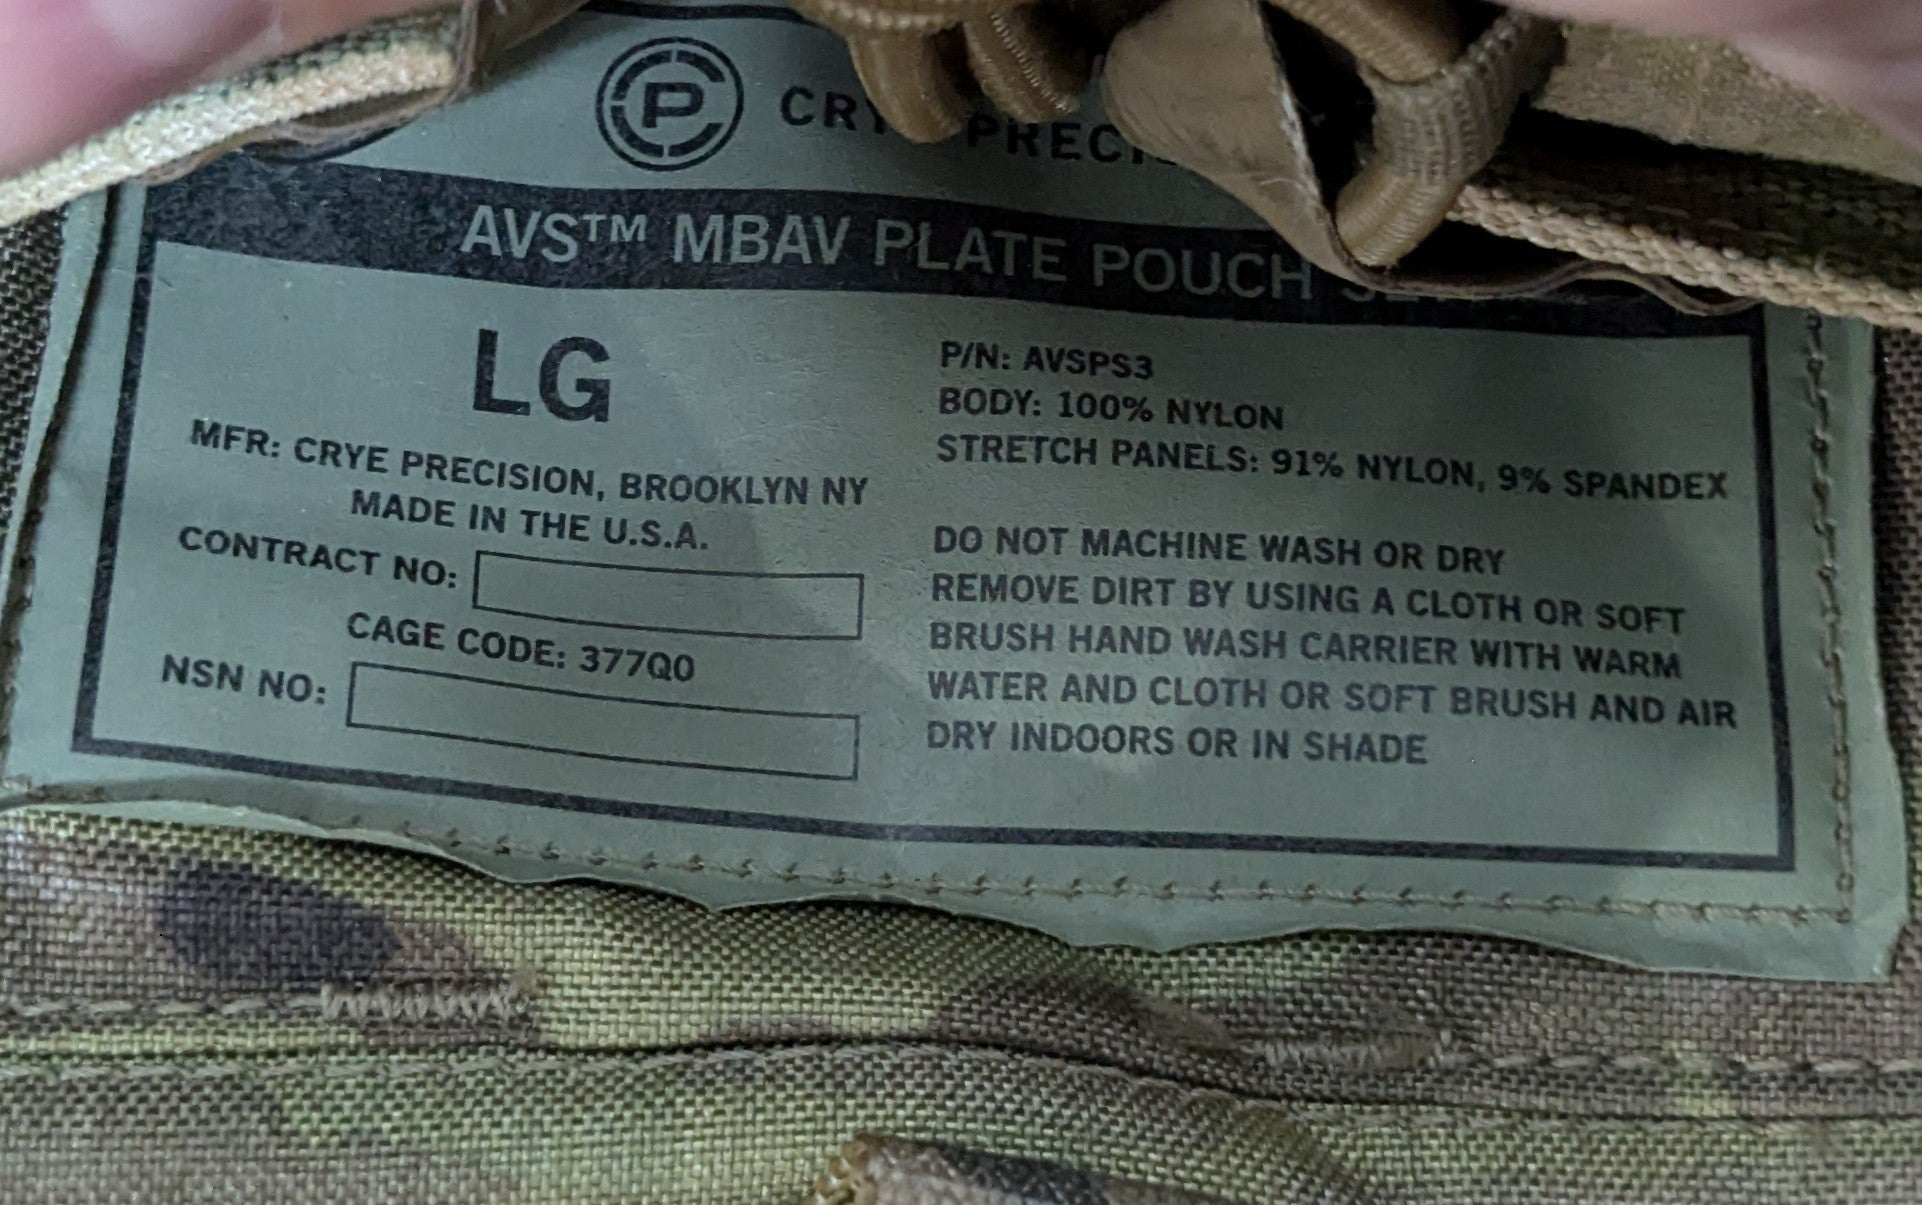 CP
AVS™ MBAV PLATE POUCH
LG
MFR: CRYE PRECISION, BROOKLYN NY
MADE IN THE U.S.A.
CONTRACT NO:
CAGE CODE: 377Q0
NSN NO:
P/N: AVSPS3
BODY: 100% NYLON
STRETCH PANELS: 91% NYLON, 9% SPANDEX
DO NOT MACHINE WASH OR DRY
REMOVE DIRT BY USING A CLOTH OR SOFT
BRUSH HAND WASH CARRIER WITH WARM
WATER AND CLOTH OR SOFT BRUSH AND AIR
DRY INDOORS OR IN SHADE